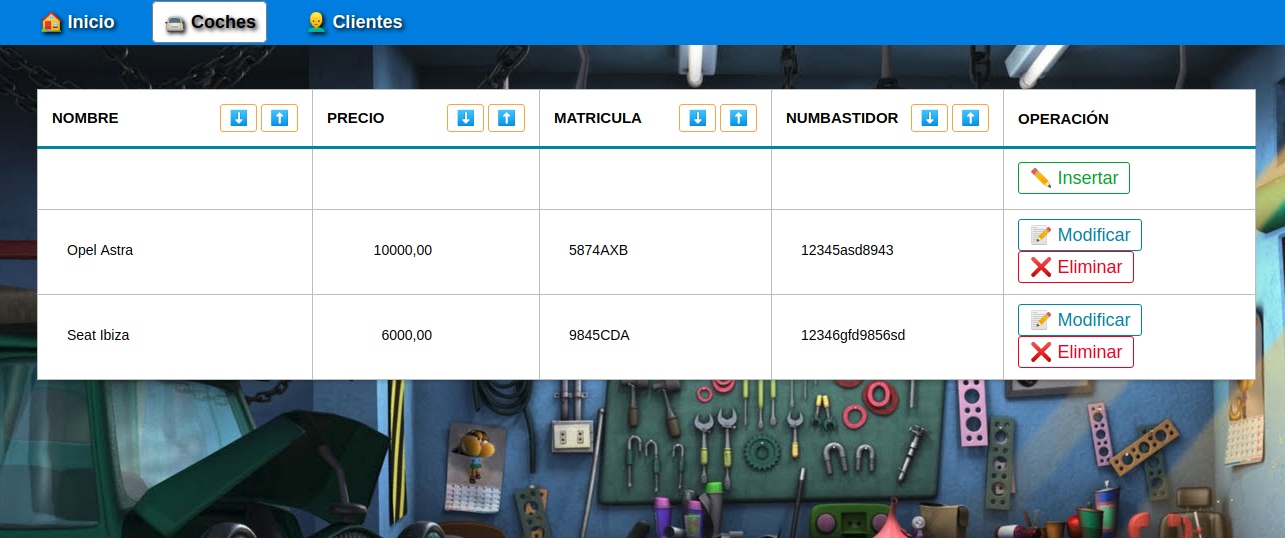 Inicio Coches Clientes
NOMBRE PRECIO MATRICULA NUMBASTIDOR OPERACIÓN
Insertar
Opel Astra 10000,00 5874AXB 12345asd8943 Modificar
Eliminar
Seat Ibiza 6000,00 9845CDA 12346gfd9856sd Modificar
Eliminar